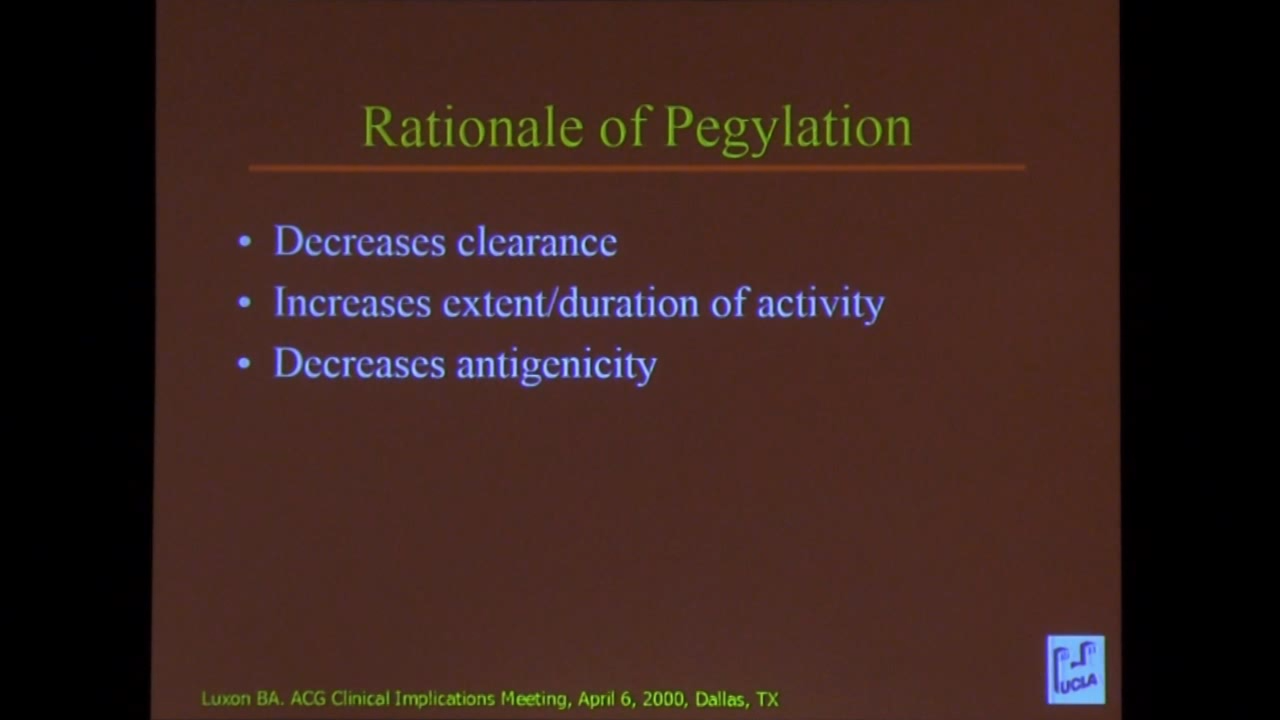 Rationale of Pegylation
• Decreases clearance
• Increases extent/duration of activity
• Decreases antigenicity
UCLA
Luxon BA. ACG Clinical Implications Meeting, April 6, 2000, Dallas, TX